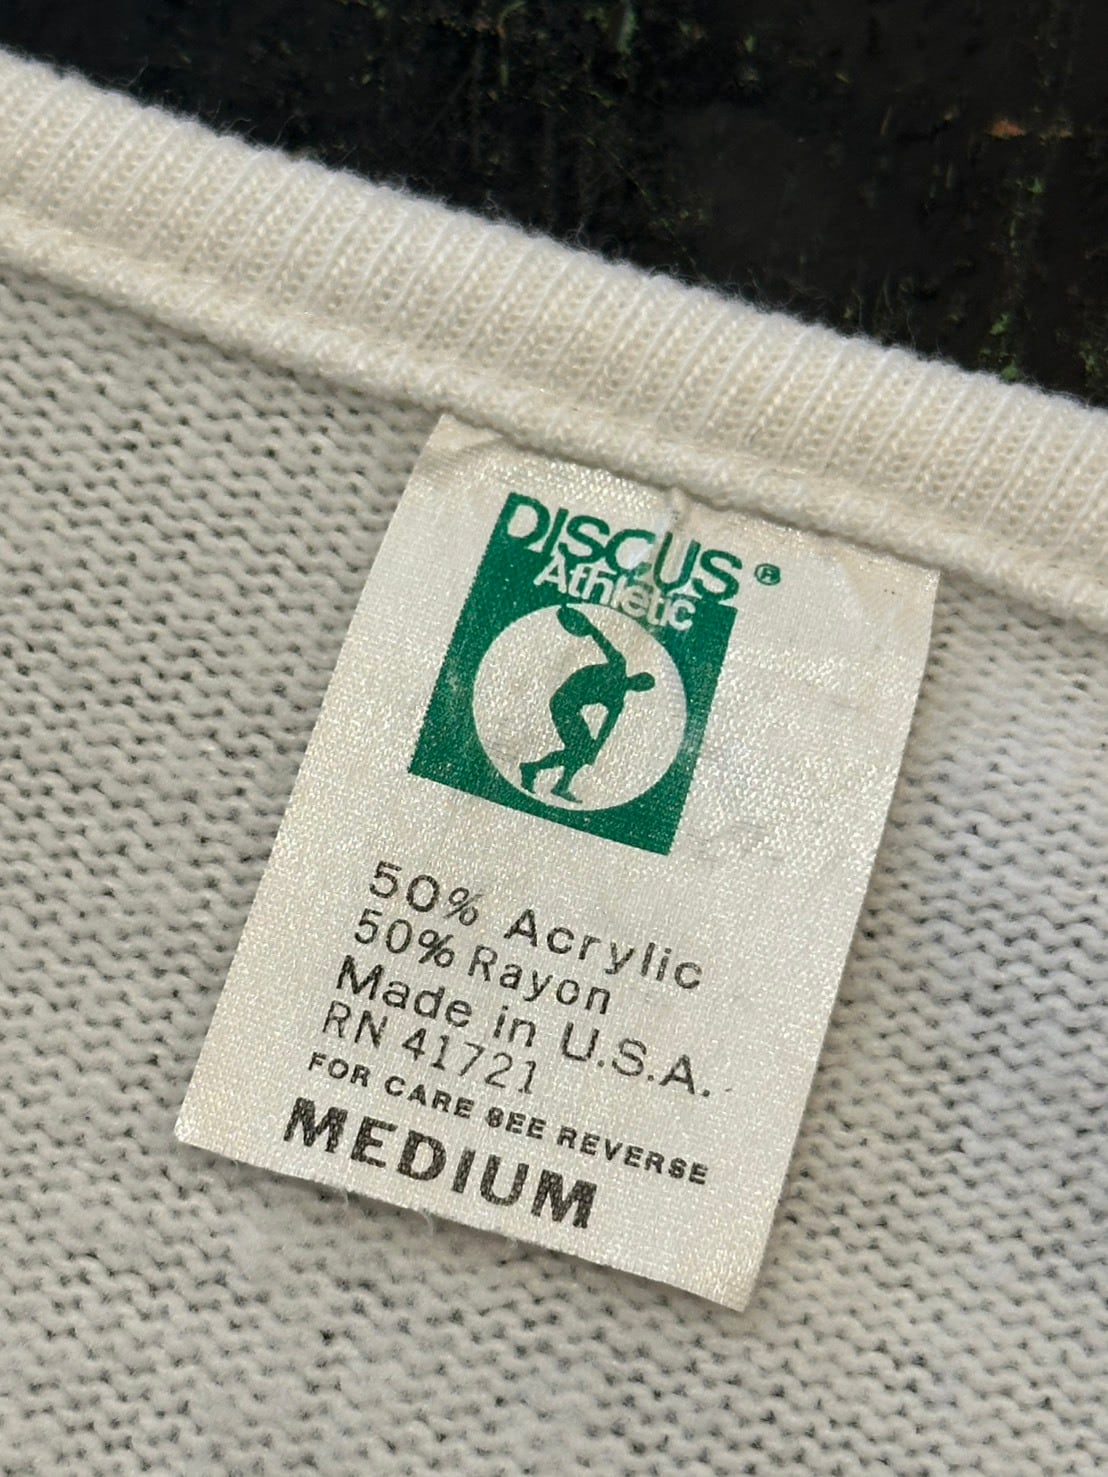 DISCUS®
Athletic
50% Acrylic
50% Rayon
Made in U.S.A.
RN 41721
FOR CARE SEE REVERSE
MEDIUM